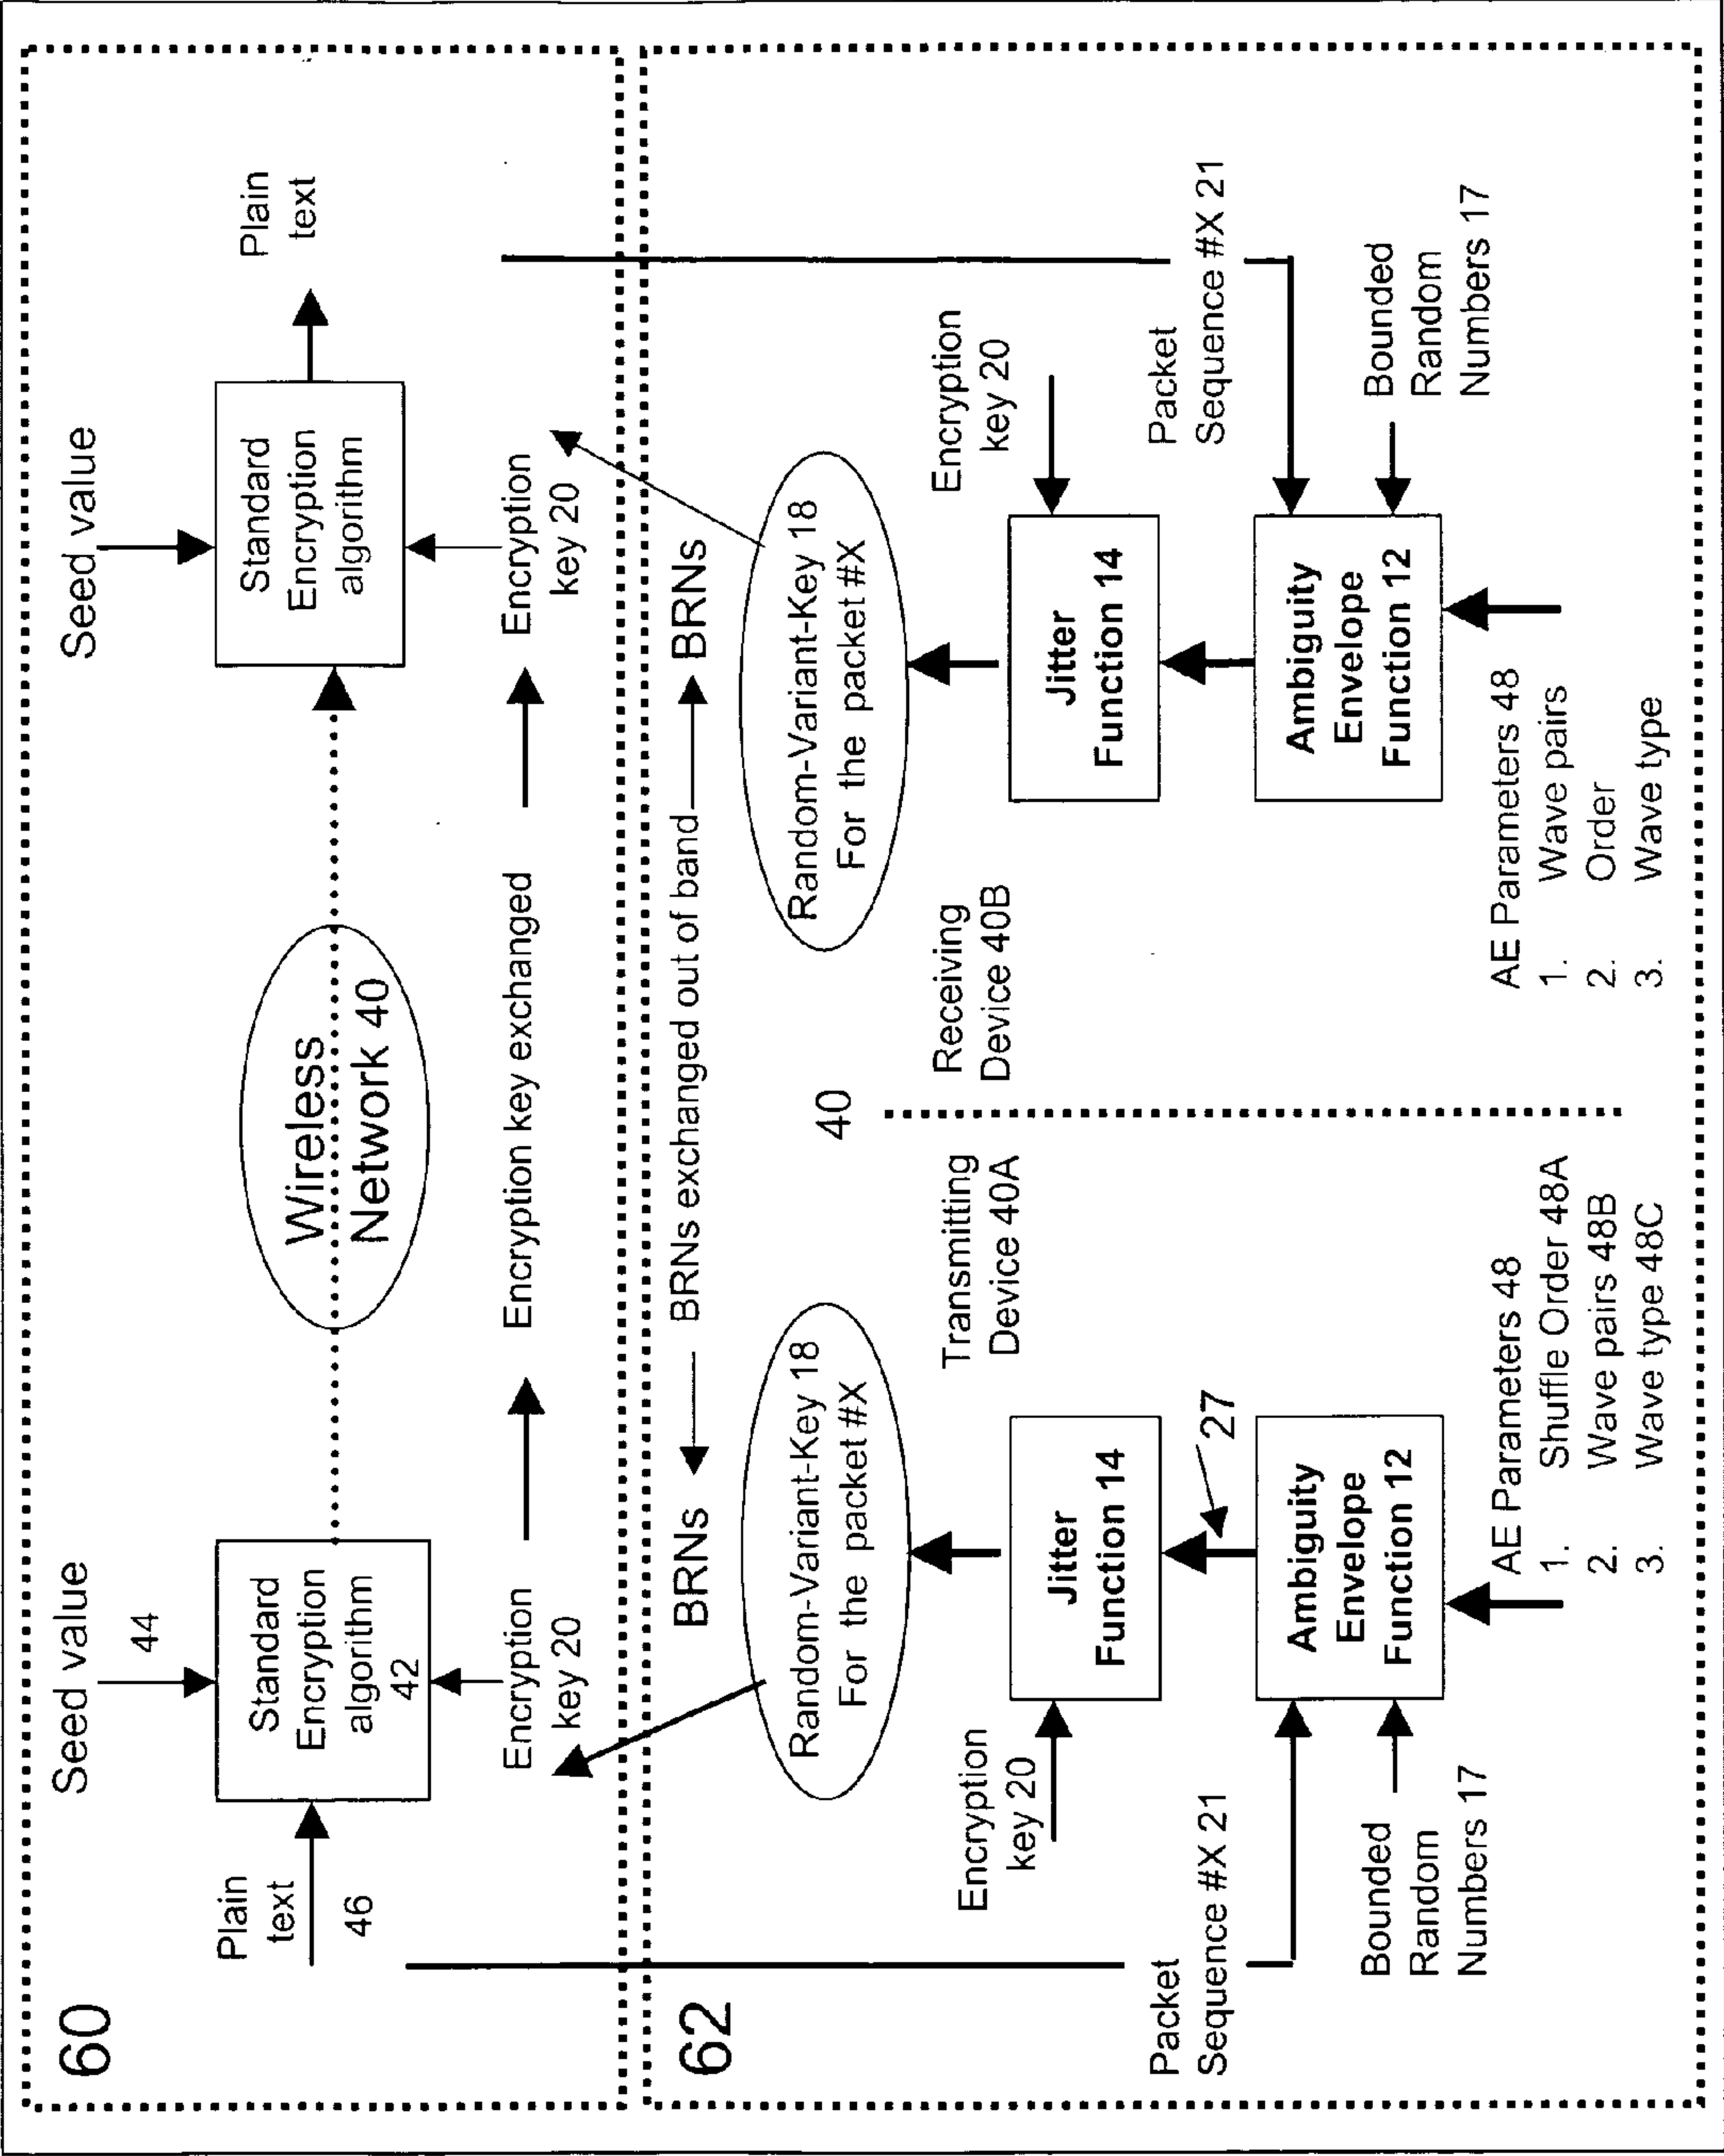 60
Seed value
44
Plain
text
46
Standard
Encryption
algorithm
42
Encryption
key 20
Wireless
Network 40
Encryption key exchanged
Seed value
Standard
Encryption
algorithm
Plain
text
Encryption
key 20
62
BRNs
BRNs exchanged out of band
BRNs
Random-Variant-Key 18
For the packet #X
Encryption
key 20
Jitter
Function 14
Transmitting
Device 40A
27
Packet
Sequence #X 21
Bounded
Random
Numbers 17
Ambiguity
Envelope
Function 12
AE Parameters 48
1. Shuffle Order 48A
2. Wave pairs 48B
3. Wave type 48C
40
Random-Variant-Key 18
For the packet #X
Receiving
Device 40B
Jitter
Function 14
Encryption
key 20
Packet
Sequence #X 21
Ambiguity
Envelope
Function 12
Bounded
Random
Numbers 17
AE Parameters 48
1. Wave pairs
2. Order
3. Wave type